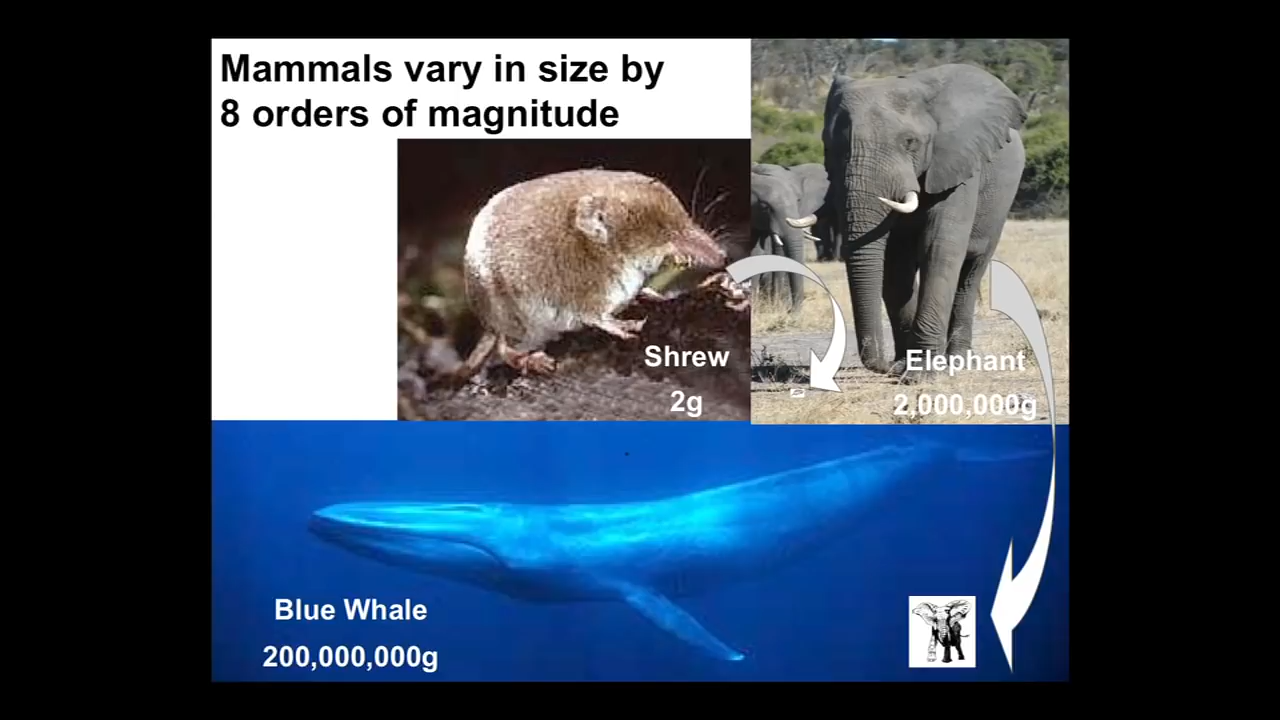 Mammals vary in size by
8 orders of magnitude
Shrew
2g
Elephant
2,000,000g
Blue Whale
200,000,000g